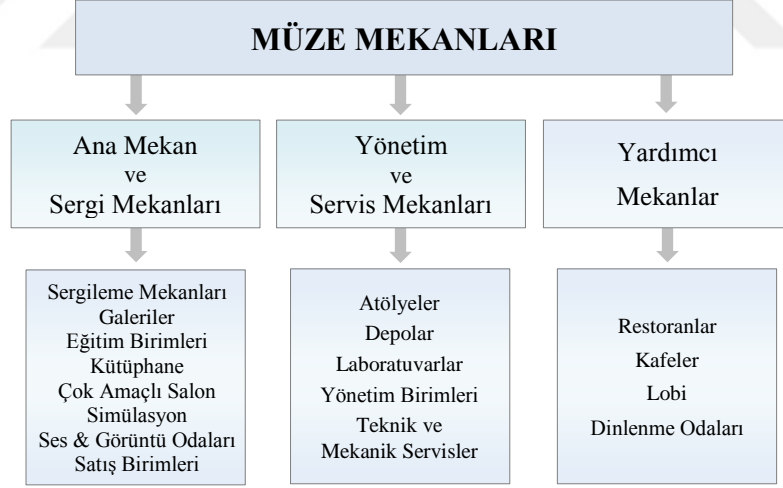 MÜZE MEKANLARI
Ana Mekan
ve
Sergi Mekanları
Yönetim
ve
Servis Mekanları
Yardımcı
Mekanlar
Sergileme Mekanları
Galeriler
Eğitim Birimleri
Kütüphane
Çok Amaçlı Salon
Simülasyon
Ses & Görüntü Odaları
Satış Birimleri
Atölyeler
Depolar
Laboratuvarlar
Yönetim Birimleri
Teknik ve
Mekanik Servisler
Restoranlar
Kafeler
Lobi
Dinlenme Odaları